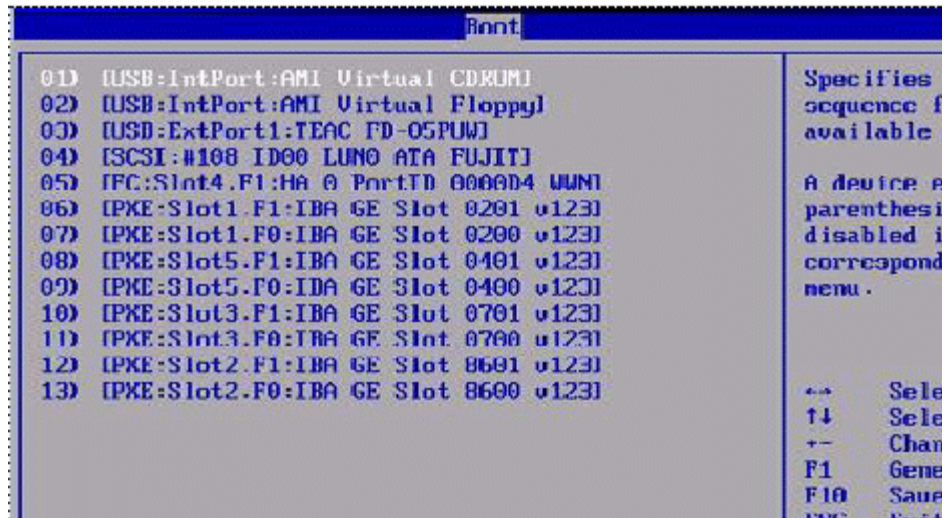 Boot
01) [USB:IntPort:AMI Virtual CDROM]
02) [USB:IntPort:AMI Virtual Floppy]
03) [USB:ExtPort1:TEAC FD-05PUW]
04) [SCSI:#108 ID00 LUN0 ATA FUJIT]
05) [FC:Slot4.F1:HA 0 PortID 0000D4 WWN]
06) [PXE:Slot1.F1:IBA GE Slot 0201 v123]
07) [PXE:Slot1.F0:IBA GE Slot 0200 v123]
08) [PXE:Slot5.F1:IBA GE Slot 0401 v123]
09) [PXE:Slot5.F0:IBA GE Slot 0400 v123]
10) [PXE:Slot3.F1:IBA GE Slot 0701 v123]
11) [PXE:Slot3.F0:IBA GE Slot 0700 v123]
12) [PXE:Slot2.F1:IBA GE Slot 8601 v123]
13) [PXE:Slot2.F0:IBA GE Slot 8600 v123]
Specifies
sequence f
available
A device e
parenthesi
disabled i
correspond
menu.
←→ Sele
↑↓ Sele
+- Chan
F1 Gene
F10 Save